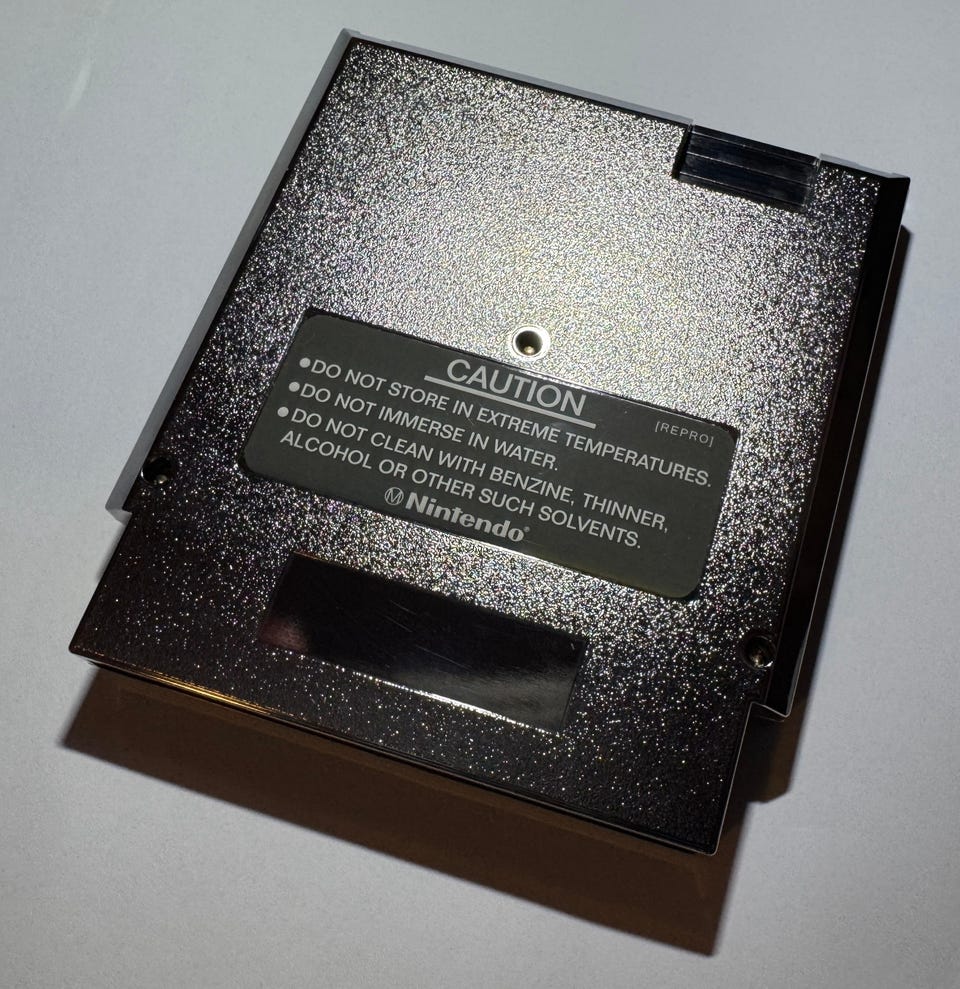 CAUTION
[REPRO]
●DO NOT STORE IN EXTREME TEMPERATURES.
●DO NOT IMMERSE IN WATER.
●DO NOT CLEAN WITH BENZINE, THINNER,
ALCOHOL OR OTHER SUCH SOLVENTS.
Ⓜ Nintendo®